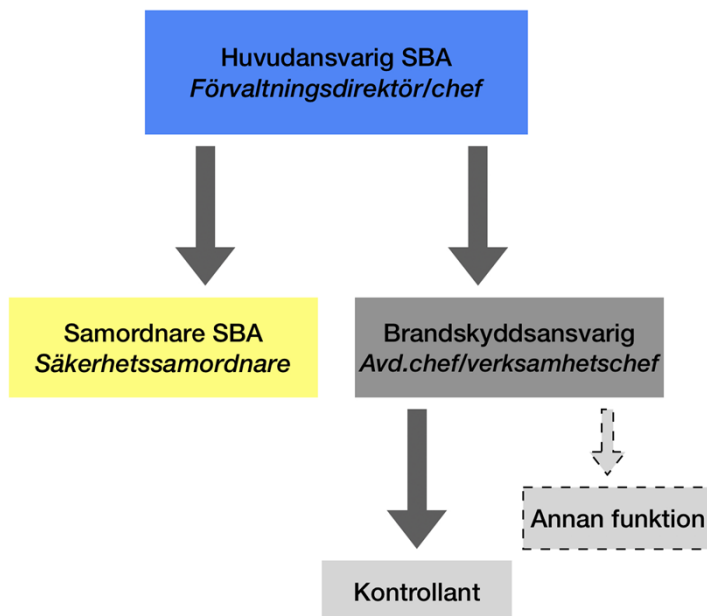 Huvudansvarig SBA
Förvaltningsdirektör/chef
Samordnare SBA
Säkerhetssamordnare
Brandskyddsansvarig
Avd.chef/verksamhetschef
Annan funktion
Kontrollant